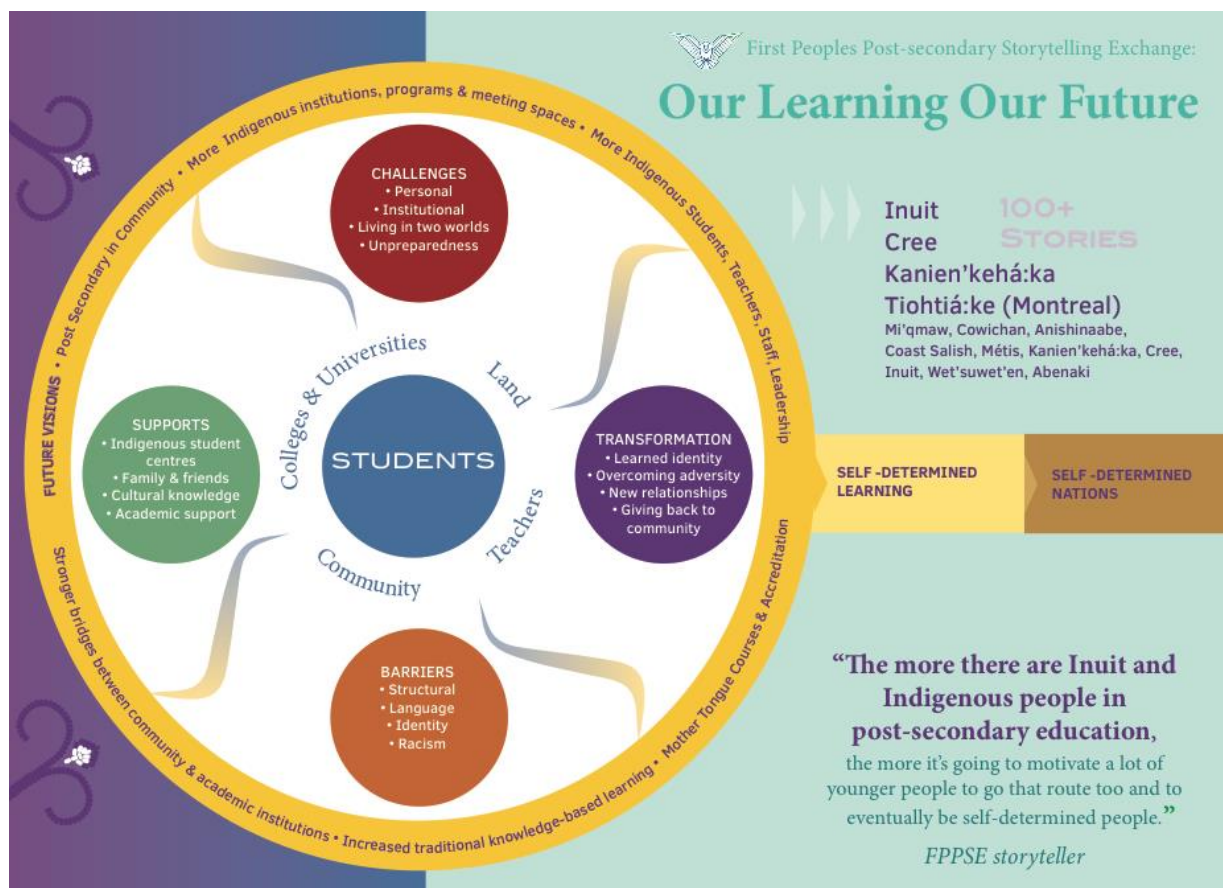 First Peoples Post-secondary Storytelling Exchange:
Our Learning Our Future
Inuit
100+
STORIES
Cree
Kanien'kehá:ka
Tiohtiá:ke (Montreal)
Mi'qmaw, Cowichan, Anishinaabe,
Coast Salish, Métis, Kanien'kehá:ka, Cree,
Inuit, Wet'suwet'en, Abenaki
FUTURE VISIONS • Post Secondary in Community • More Indigenous institutions, programs & meeting spaces • More Indigenous Students, Teachers, Staff, Leadership
Stronger bridges between community & academic institutions • Increased traditional knowledge-based learning • Mother Tongue Courses & Accreditation
CHALLENGES
• Personal
• Institutional
• Living in two worlds
• Unpreparedness
Colleges & Universities
Land
Teachers
Community
STUDENTS
SUPPORTS
• Indigenous student
centres
• Family & friends
• Cultural knowledge
• Academic support
TRANSFORMATION
• Learned identity
• Overcoming adversity
• New relationships
• Giving back to
community
BARRIERS
• Structural
• Language
• Identity
• Racism
SELF -DETERMINED
LEARNING
SELF -DETERMINED
NATIONS
“The more there are Inuit and
Indigenous people in
post-secondary education,
the more it's going to motivate a lot of
younger people to go that route too and to
eventually be self-determined people.”
FPPSE storyteller